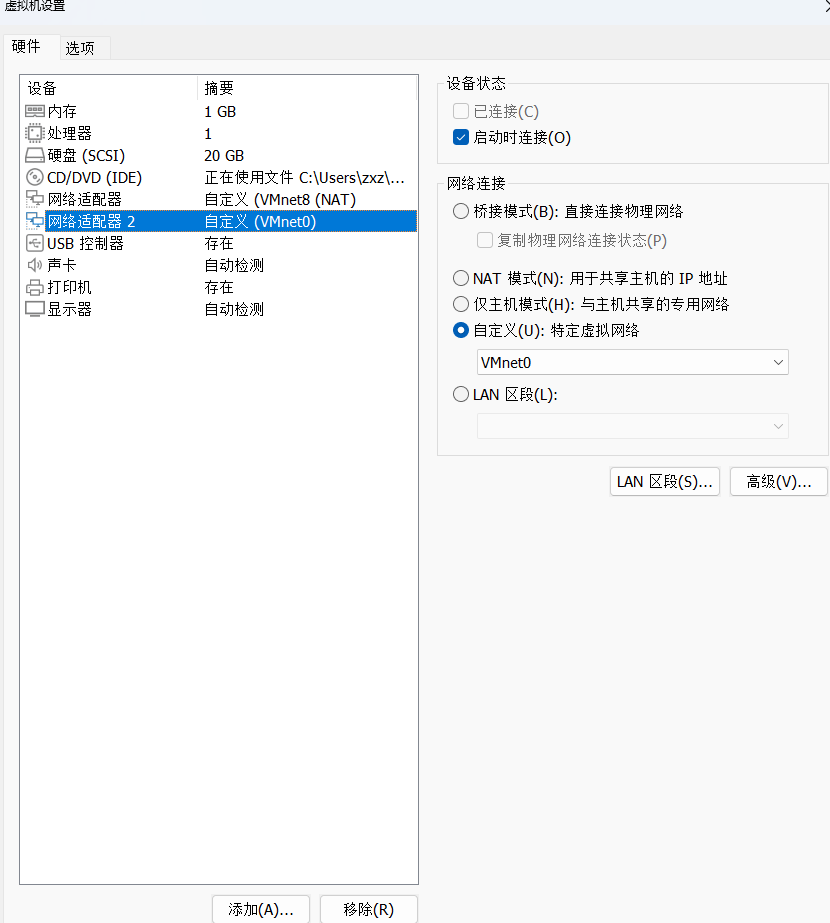 虚拟机设置
硬件 选项
设备 摘要
内存 1 GB
处理器 1
硬盘 (SCSI) 20 GB
CD/DVD (IDE) 正在使用文件 C:\Users\zxz\...
网络适配器 自定义 (VMnet8 (NAT)
网络适配器 2 自定义 (VMnet0)
USB 控制器 存在
声卡 自动检测
打印机 存在
显示器 自动检测
添加(A)... 移除(R)
设备状态
已连接(C)
启动时连接(O)
网络连接
桥接模式(B): 直接连接物理网络
复制物理网络连接状态(P)
NAT 模式(N): 用于共享主机的 IP 地址
仅主机模式(H): 与主机共享的专用网络
自定义(U): 特定虚拟网络
VMnet0
LAN 区段(L):
LAN 区段(S)... 高级(V)...